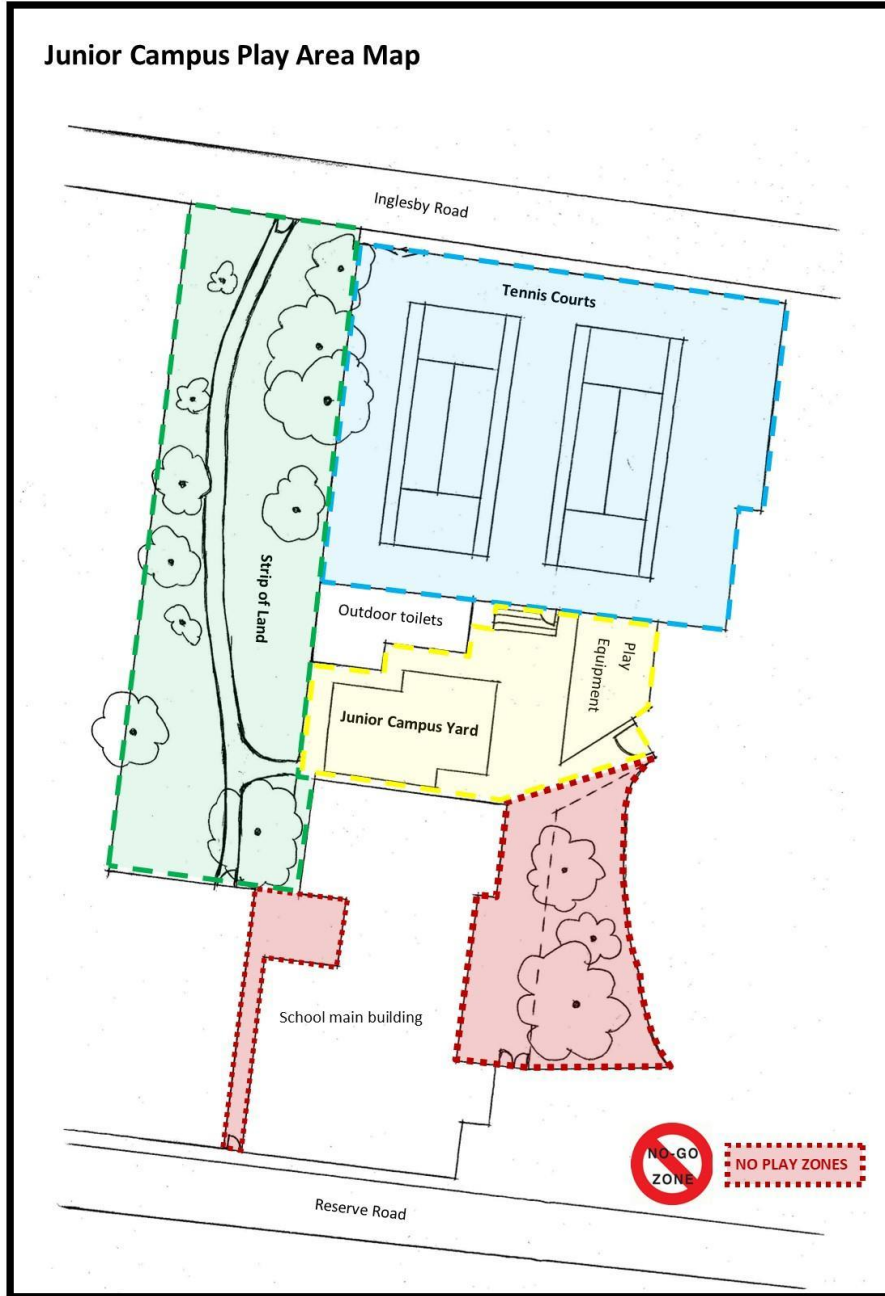 Junior Campus Play Area Map
Inglesby Road
Tennis Courts
Strip of Land
Outdoor toilets
Play
Equipment
Junior Campus Yard
School main building
NO-GO
ZONE
NO PLAY ZONES
Reserve Road